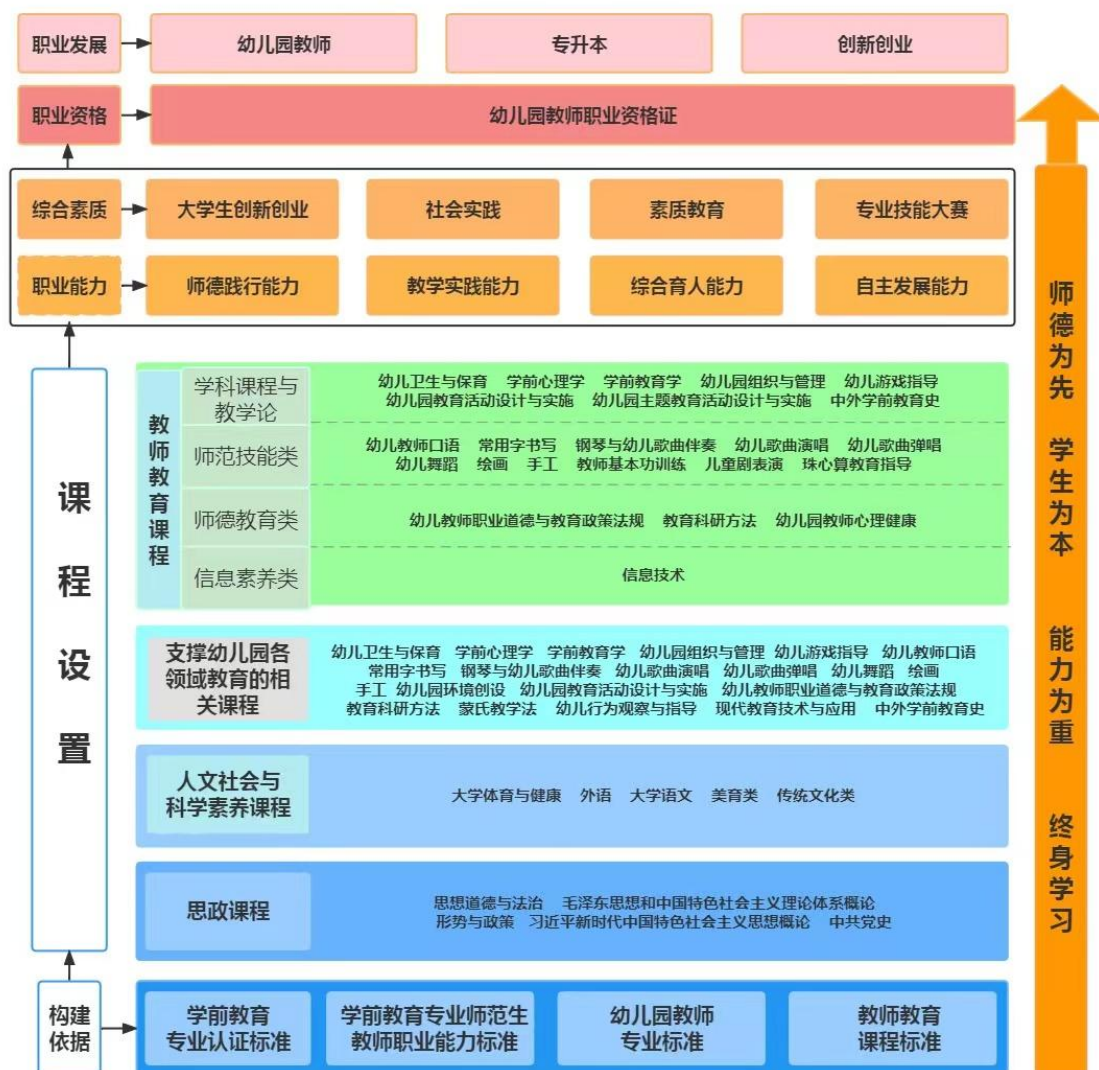 职业发展
幼儿园教师
专升本
创新创业
职业资格
幼儿园教师职业资格证
综合素质
大学生创新创业
社会实践
素质教育
专业技能大赛
职业能力
师德践行能力
教学实践能力
综合育人能力
自主发展能力
课程设置
教师教育课程
学科课程与
教学论
幼儿卫生与保育 学前心理学 学前教育学 幼儿园组织与管理 幼儿游戏指导
幼儿园教育活动设计与实施 幼儿园主题教育活动设计与实施 中外学前教育史
师范技能类
幼儿教师口语 常用字书写 钢琴与幼儿歌曲伴奏 幼儿歌曲演唱 幼儿歌曲弹唱
幼儿舞蹈 绘画 手工 教师基本功训练 儿童剧表演 珠心算教育指导
师德教育类
幼儿教师职业道德与教育政策法规 教育科研方法 幼儿园教师心理健康
信息素养类
信息技术
支撑幼儿园各
领域教育的相
关课程
幼儿卫生与保育 学前心理学 学前教育学 幼儿园组织与管理 幼儿游戏指导 幼儿教师口语
常用字书写 钢琴与幼儿歌曲伴奏 幼儿歌曲演唱 幼儿歌曲弹唱 幼儿舞蹈 绘画
手工 幼儿园环境创设 幼儿园教育活动设计与实施 幼儿教师职业道德与教育政策法规
教育科研方法 蒙氏教学法 幼儿行为观察与指导 现代教育技术与应用 中外学前教育史
人文社会与
科学素养课程
大学体育与健康 外语 大学语文 美育类 传统文化类
思政课程
思想道德与法治 毛泽东思想和中国特色社会主义理论体系概论
形势与政策 习近平新时代中国特色社会主义思想概论 中共党史
构建
依据
学前教育
专业认证标准
学前教育专业师范生
教师职业能力标准
幼儿园教师
专业标准
教师教育
课程标准
师德为先 学生为本 能力为重 终身学习